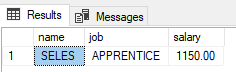 Results Messages
name job salary
1 SELES APPRENTICE 1150.00